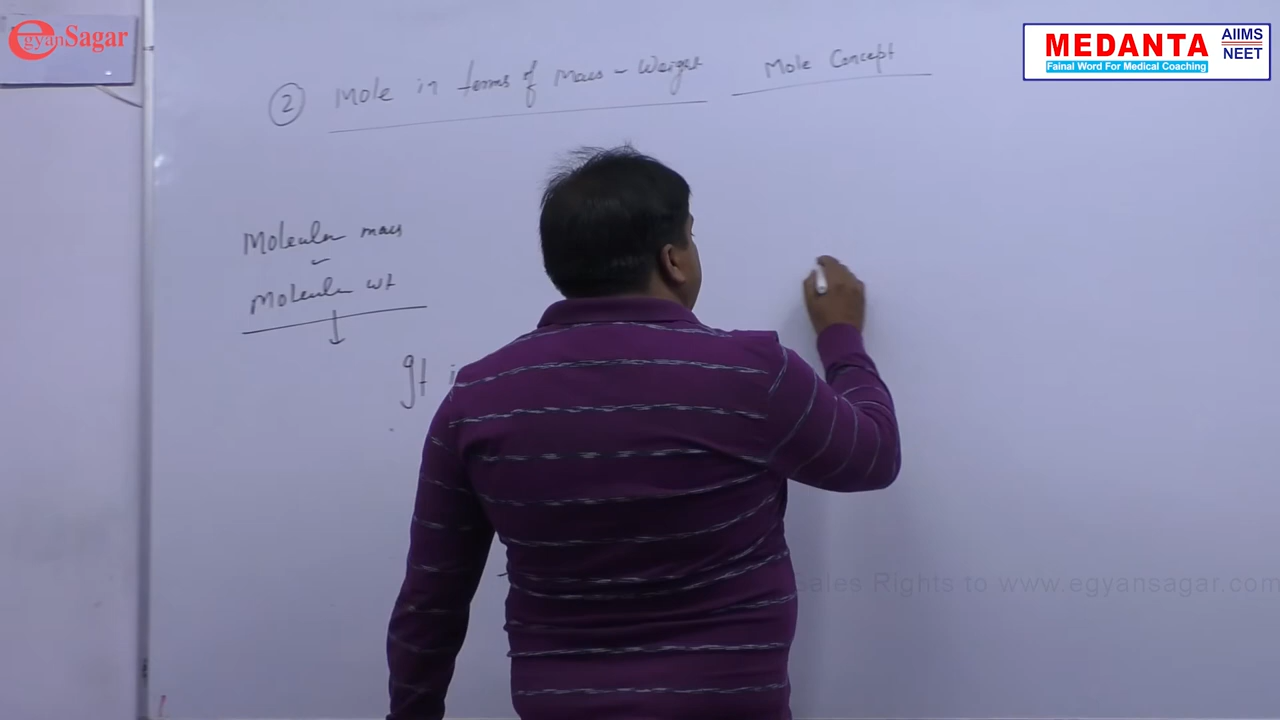 egyanSagar
MEDANTA AIIMS
NEET
Fainal Word For Medical Coaching
Mole Concept
2 Mole in terms of Mass - Weight
Molecular mass
Molecular wt
gt i
Sales Rights to www.egyansagar.com